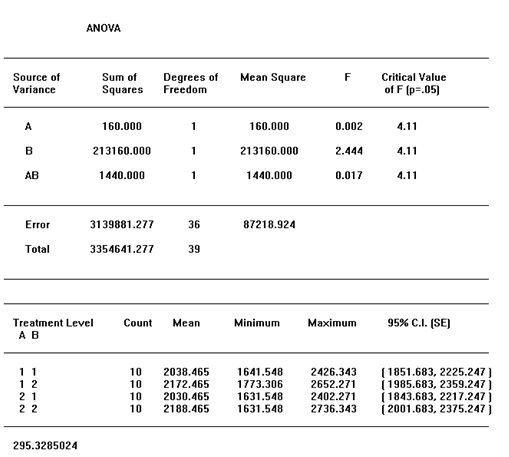 ANOVA
Source of Variance Sum of Squares Degrees of Freedom Mean Square F Critical Value of F (p=.05)
A 160.000 1 160.000 0.002 4.11
B 213160.000 1 213160.000 2.444 4.11
AB 1440.000 1 1440.000 0.017 4.11
Error 3139881.277 36 87218.924
Total 3354641.277 39
Treatment Level Count Mean Minimum Maximum 95% C.I. (SE)
A B
1 1 10 2038.465 1641.548 2426.343 ( 1851.683, 2225.247 )
1 2 10 2172.465 1773.306 2652.271 ( 1985.683, 2359.247 )
2 1 10 2030.465 1631.548 2402.271 ( 1843.683, 2217.247 )
2 2 10 2188.465 1631.548 2736.343 ( 2001.683, 2375.247 )
295.3285024